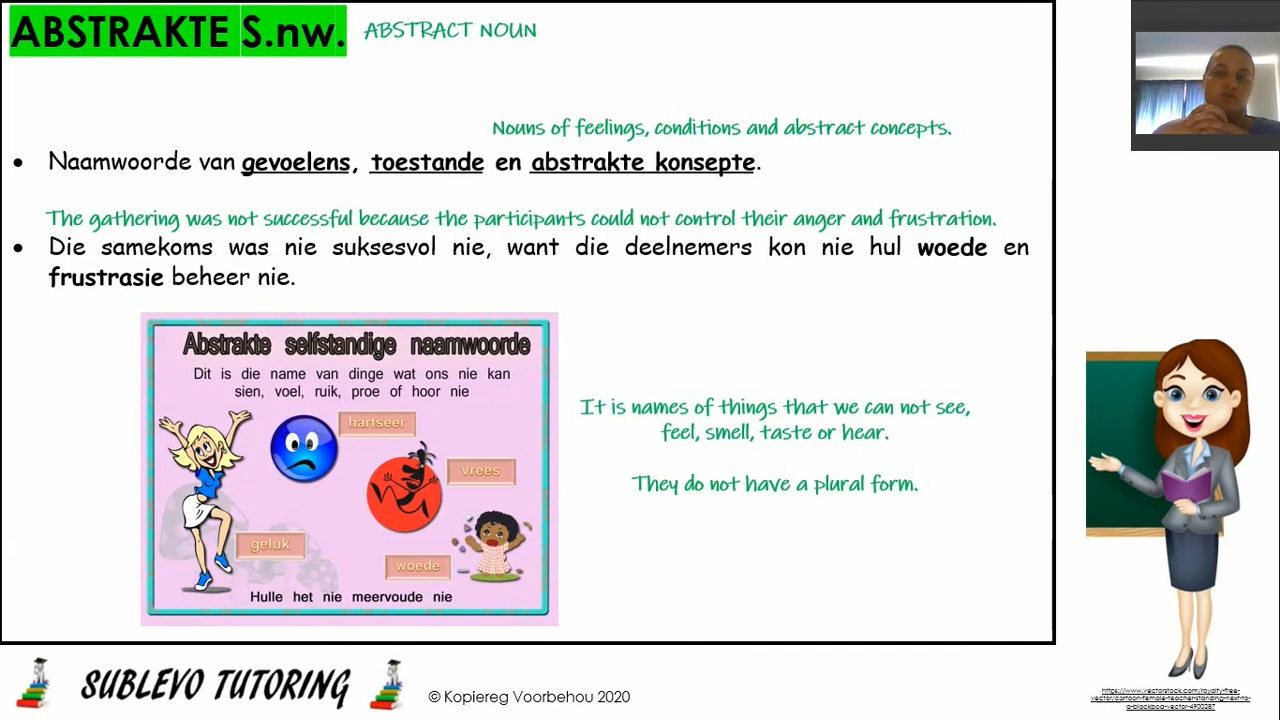 ABSTRAKTE S.nw.
ABSTRACT NOUN
Nouns of feelings, conditions and abstract concepts.
• Naamwoorde van gevoelens, toestande en abstrakte konsepte.
The gathering was not successful because the participants could not control their anger and frustration.
• Die samekoms was nie suksesvol nie, want die deelnemers kon nie hul woede en
frustrasie beheer nie.
Abstrakte selfstandige naamwoorde
Dit is die name van dinge wat ons nie kan
sien, voel, ruik, proe of hoor nie
hartseer
vrees
geluk
woede
Hulle het nie meervoude nie
It is names of things that we can not see,
feel, smell, taste or hear.
They do not have a plural form.
SUBLEVO TUTORING
© Kopiereg Voorbehou 2020
https://www.vectorstock.com/royalty-free-
vector/cartoon-female-teacher-standing-next-to-
a-blackboa-vector-4900287